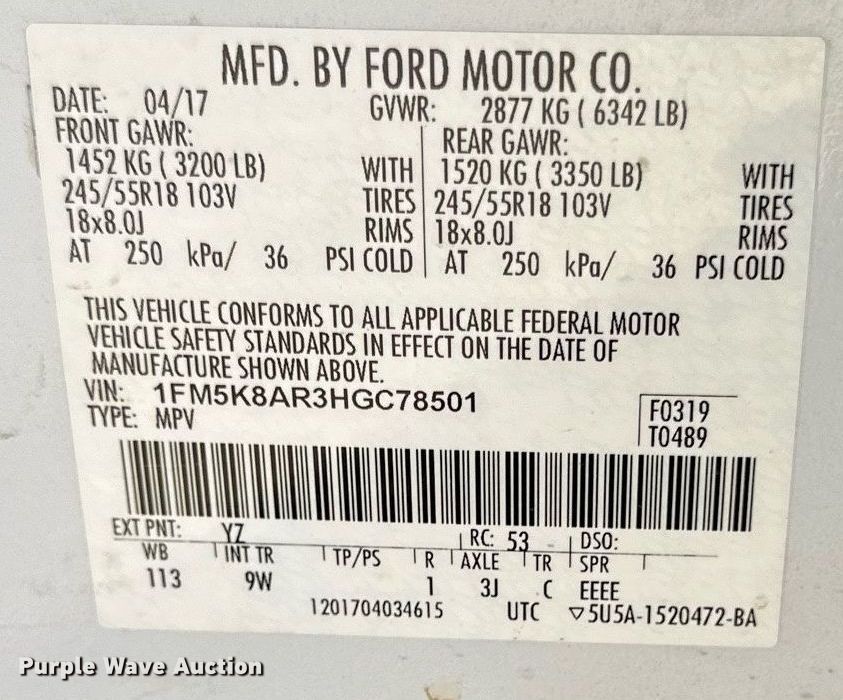 MFD. BY FORD MOTOR CO.
DATE: 04/17 GVWR: 2877 KG ( 6342 LB)
FRONT GAWR: REAR GAWR:
1452 KG ( 3200 LB) WITH 1520 KG ( 3350 LB) WITH
245/55R18 103V TIRES 245/55R18 103V TIRES
18x8.0J RIMS 18x8.0J RIMS
AT 250 kPa/ 36 PSI COLD AT 250 kPa/ 36 PSI COLD
THIS VEHICLE CONFORMS TO ALL APPLICABLE FEDERAL MOTOR
VEHICLE SAFETY STANDARDS IN EFFECT ON THE DATE OF
MANUFACTURE SHOWN ABOVE.
VIN: 1FM5K8AR3HGC78501 F0319
TYPE: MPV T0489
EXT PNT: YZ RC: 53 DSO:
WB INT TR TP/PS R AXLE TR SPR
113 9W 1 3J C EEEE
1201704034615 UTC ▽5U5A-1520472-BA
Purple Wave Auction